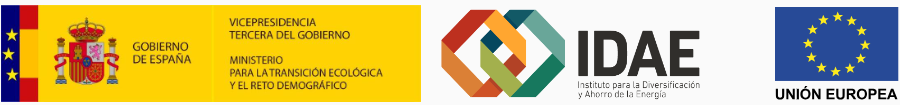 GOBIERNO
DE ESPAÑA
VICEPRESIDENCIA
TERCERA DEL GOBIERNO
MINISTERIO
PARA LA TRANSICIÓN ECOLÓGICA
Y EL RETO DEMOGRÁFICO
IDAE
Instituto para la Diversificación
y Ahorro de la Energía
UNIÓN EUROPEA